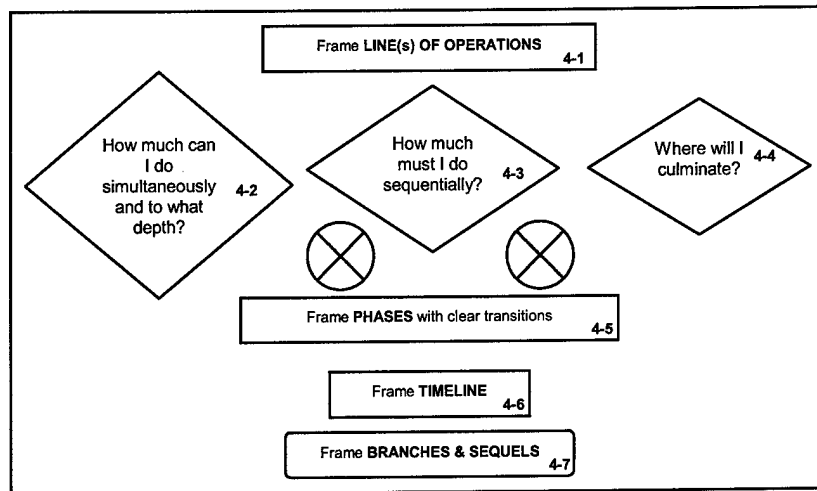 Frame LINE(s) OF OPERATIONS
4-1
How much can
I do
simultaneously
and to what
depth?
4-2
How much
must I do
sequentially?
4-3
Where will I
culminate?
4-4
Frame PHASES with clear transitions
4-5
Frame TIMELINE
4-6
Frame BRANCHES & SEQUELS
4-7